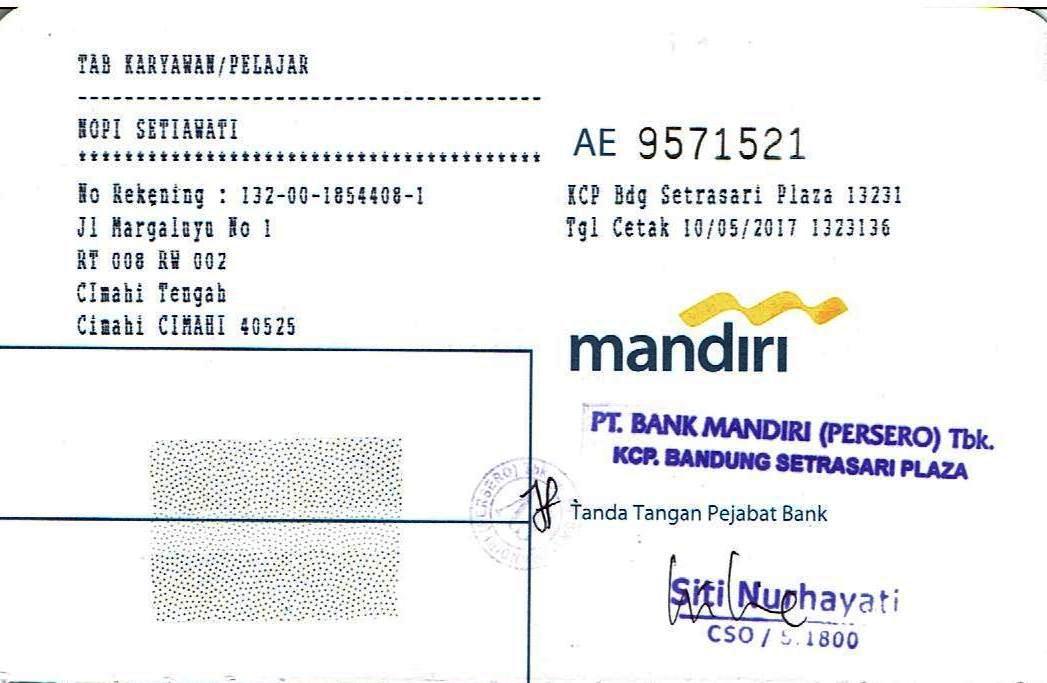 TAB KARYAWAN/PELAJAR
----------------------------------------
NOPI SETIAWATI
****************************************
No Rekening : 132-00-1854408-1
Jl Margaluyu No 1
RT 008 RW 002
CImahi Tengah
Cimahi CIMAHI 40525
AE 9571521
KCP Bdg Setrasari Plaza 13231
Tgl Cetak 10/05/2017 1323136
mandiri
PT. BANK MANDIRI (PERSERO) Tbk.
KCP. BANDUNG SETRASARI PLAZA
Tanda Tangan Pejabat Bank
Siti Nurhayati
CSO / S.1800